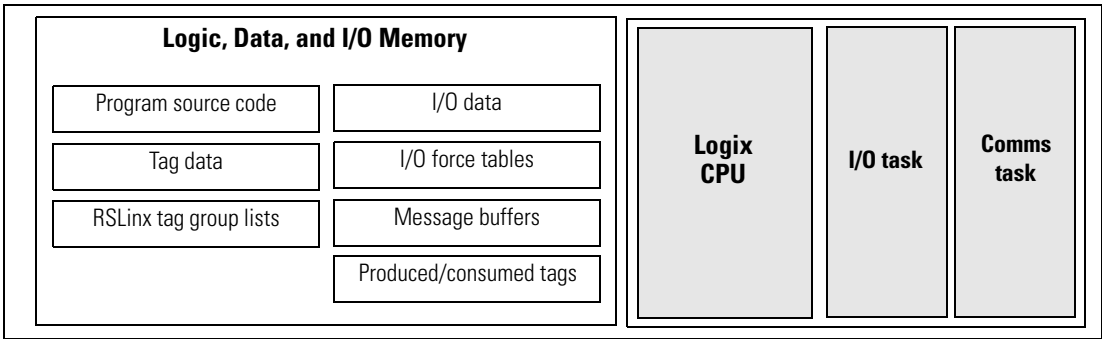 Logic, Data, and I/O Memory
Program source code
Tag data
RSLinx tag group lists
I/O data
I/O force tables
Message buffers
Produced/consumed tags
Logix
CPU
I/O task
Comms
task